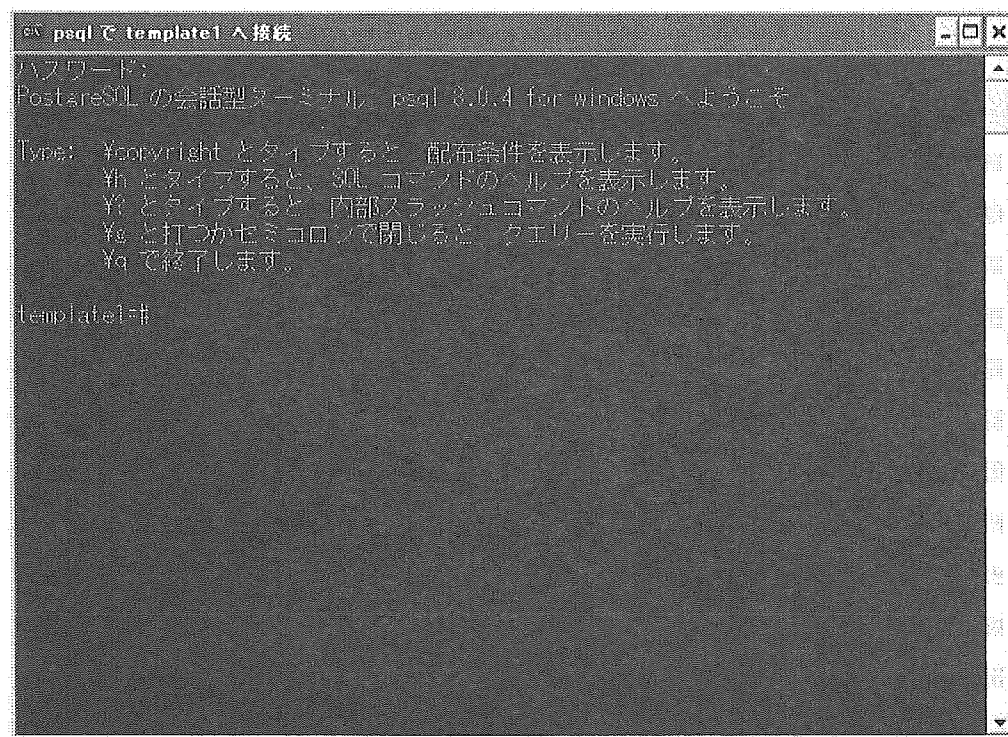 psql で template1 へ接続
パスワード:
PostgreSQL の会話型ターミナル psql 8.0.4 for windows へようこそ

Type: ¥copyright とタイプすると 配布条件を表示します。
¥h とタイプすると、SQL コマンドのヘルプを表示します。
¥? とタイプすると 内部スラッシュコマンドのヘルプを表示します。
¥g と打つかセミコロンで閉じると クエリーを実行します。
¥q で終了します。

template1=#